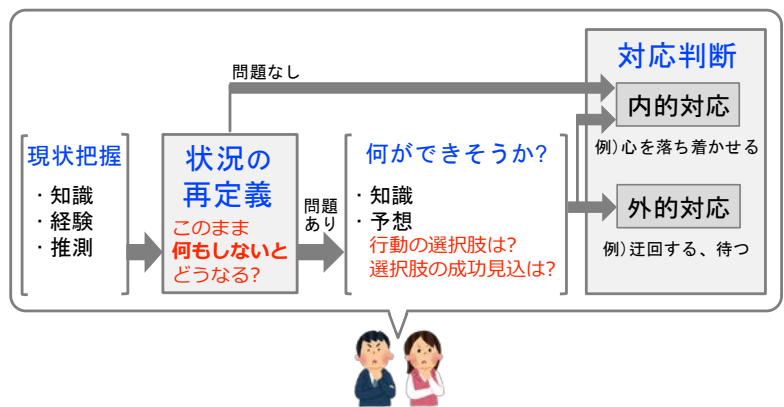 現状把握
・知識
・経験
・推測
状況の
再定義
このまま
何もしないと
どうなる?
問題なし
問題
あり
何ができそうか?
・知識
・予想
行動の選択肢は?
選択肢の成功見込は?
対応判断
内的対応
例)心を落ち着かせる
外的対応
例)迂回する、待つ